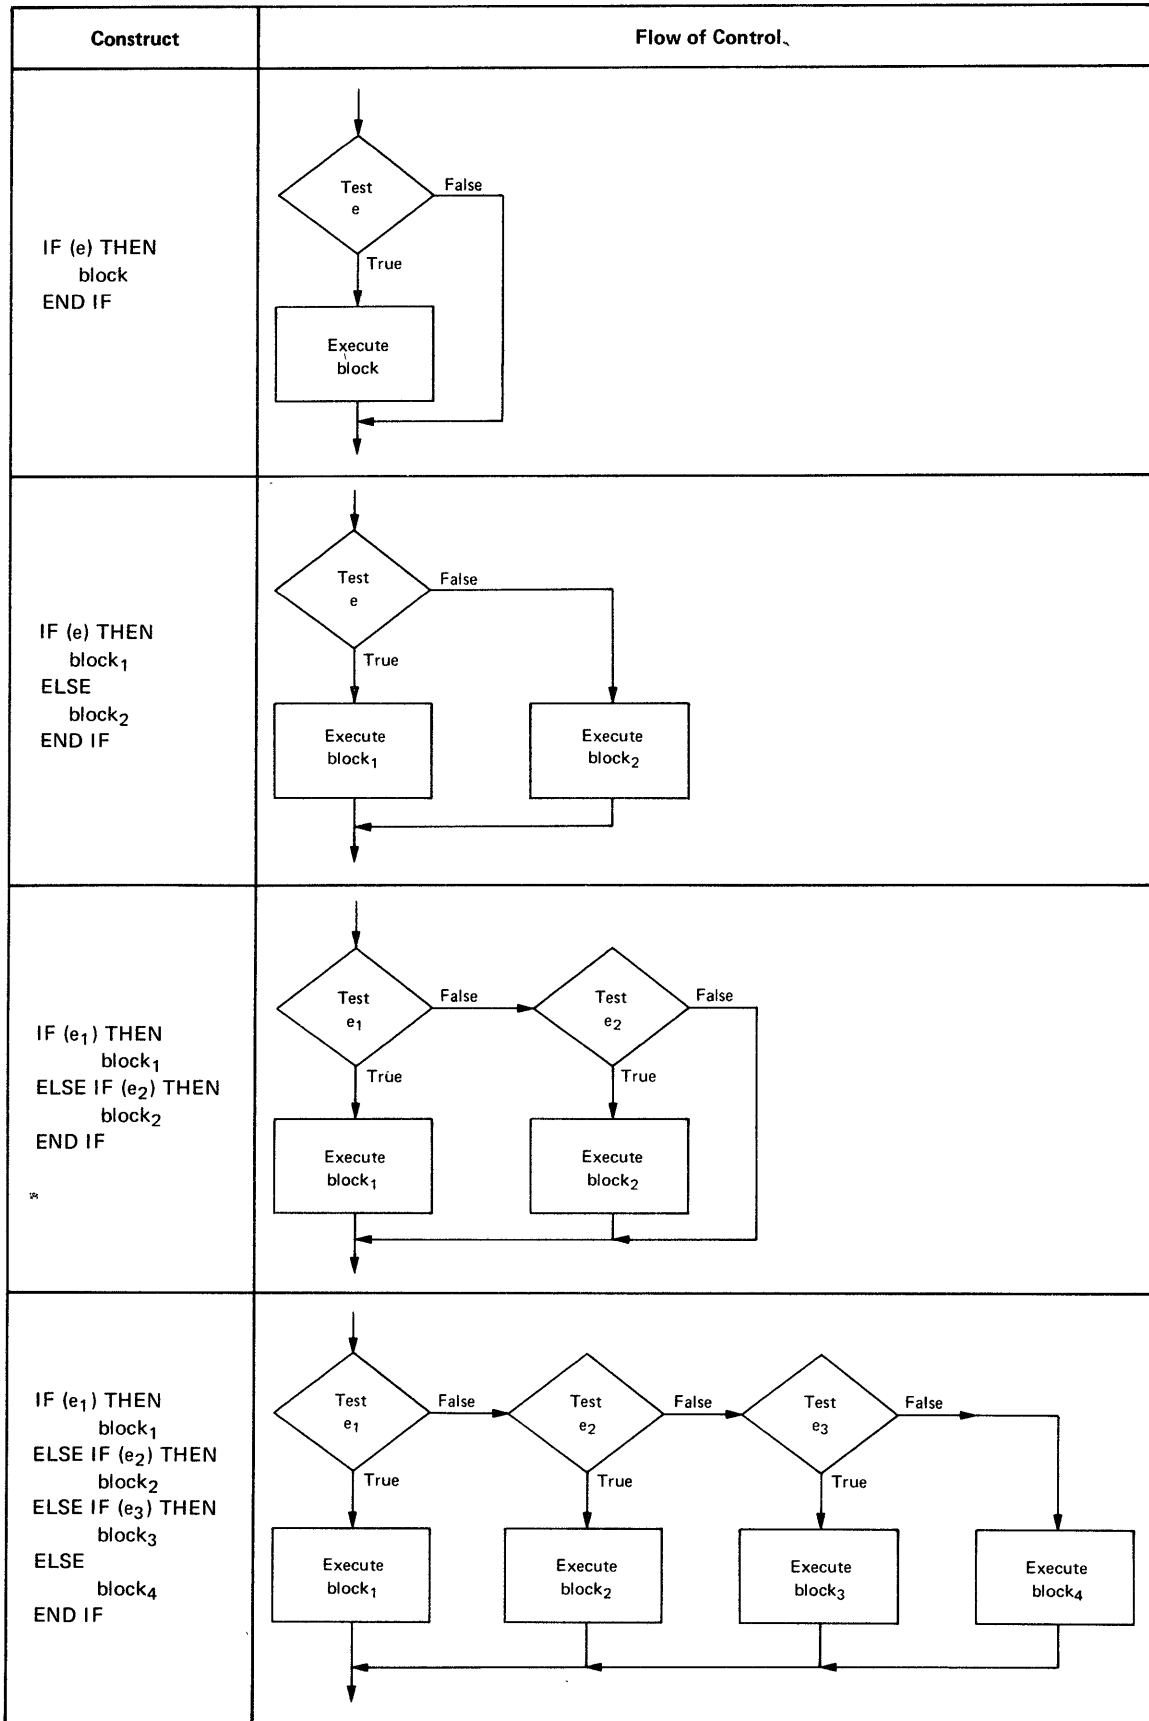 Construct
Flow of Control
IF (e) THEN
block
END IF
Test
e
False
True
Execute
block
IF (e) THEN
block₁
ELSE
block₂
END IF
Test
e
False
True
Execute
block₁
Execute
block₂
IF (e₁) THEN
block₁
ELSE IF (e₂) THEN
block₂
END IF
Test
e₁
False
Test
e₂
False
True
True
Execute
block₁
Execute
block₂
IF (e₁) THEN
block₁
ELSE IF (e₂) THEN
block₂
ELSE IF (e₃) THEN
block₃
ELSE
block₄
END IF
Test
e₁
False
Test
e₂
False
Test
e₃
False
True
True
True
Execute
block₁
Execute
block₂
Execute
block₃
Execute
block₄